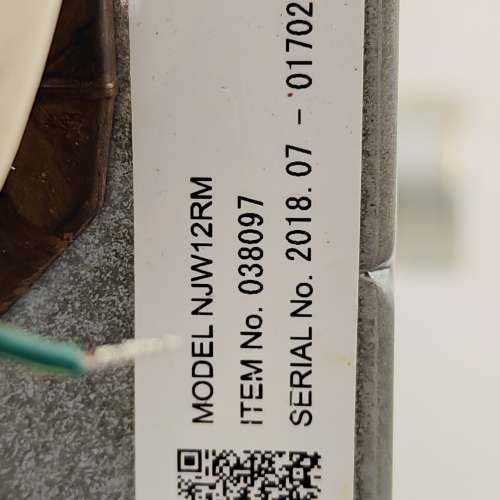 MODEL NJW12RM
ITEM No. 038097
SERIAL No. 2018.07 - 01702